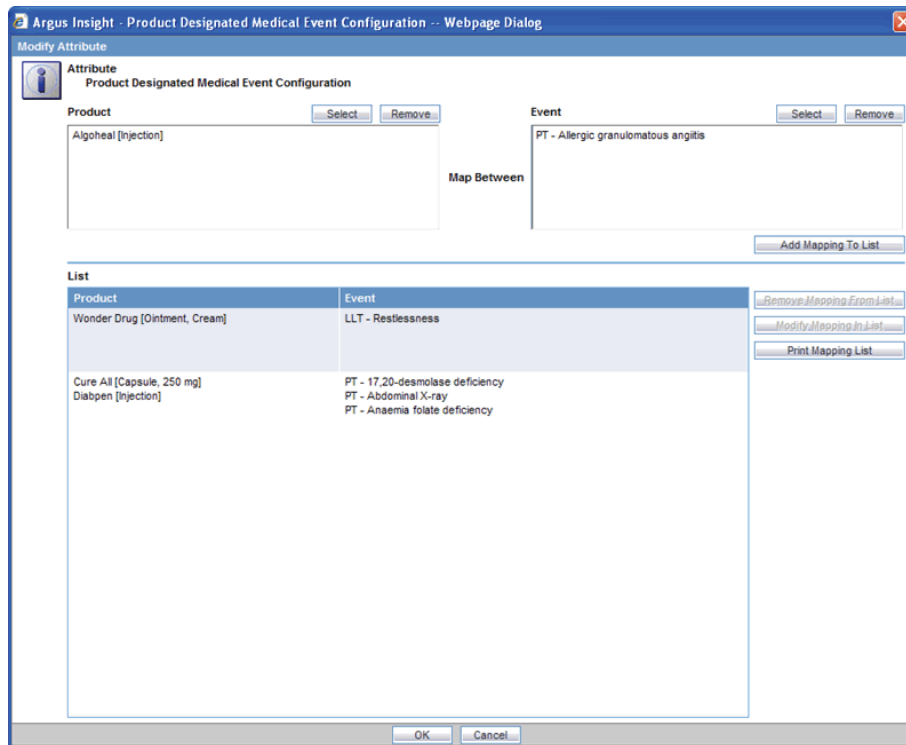 Argus Insight - Product Designated Medical Event Configuration -- Webpage Dialog
Modify Attribute
Attribute
Product Designated Medical Event Configuration
Product
Select
Remove
Event
Select
Remove
Algoheal [Injection]
PT - Allergic granulomatous angiitis
Map Between
Add Mapping To List
List
Product
Event
Remove Mapping From List
Wonder Drug [Ointment, Cream]
LLT - Restlessness
Modify Mapping In List
Print Mapping List
Cure All [Capsule, 250 mg]
PT - 17,20-desmolase deficiency
Diabpen [Injection]
PT - Abdominal X-ray
PT - Anaemia folate deficiency
OK
Cancel